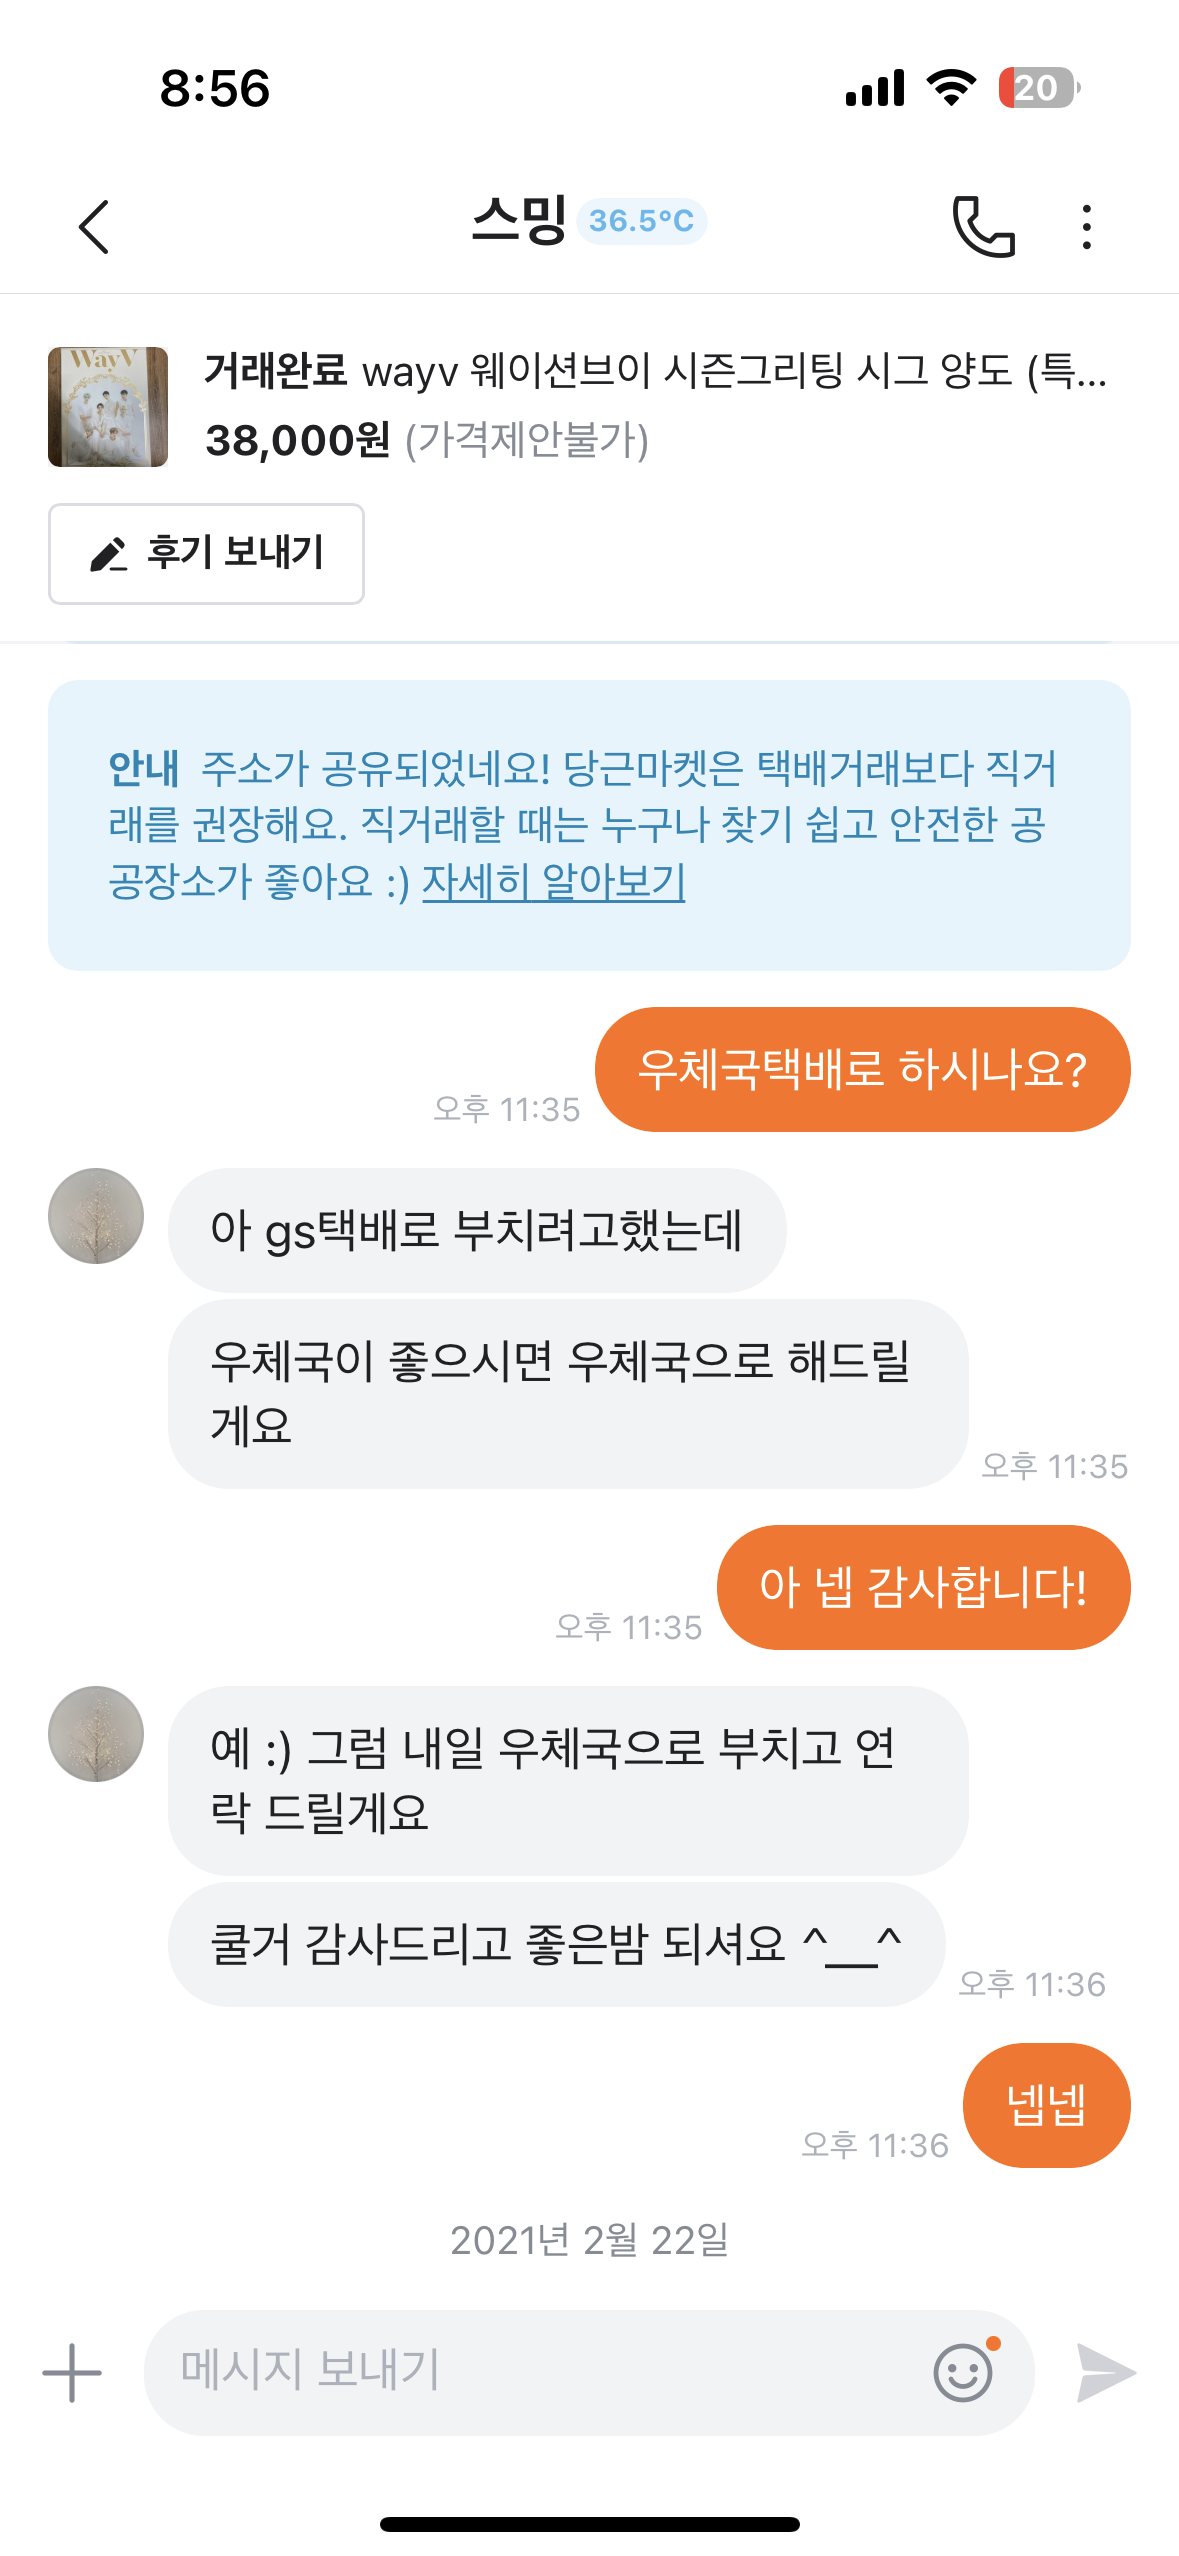 8:56
20
스밍 36.5°C
WayV
거래완료 wayv 웨이션브이 시즌그리팅 시그 양도 (특...
38,000원 (가격제안불가)
후기 보내기
안내 주소가 공유되었네요! 당근마켓은 택배거래보다 직거
래를 권장해요. 직거래할 때는 누구나 찾기 쉽고 안전한 공
공장소가 좋아요 :) 자세히 알아보기
우체국택배로 하시나요?
오후 11:35
아 gs택배로 부치려고했는데
우체국이 좋으시면 우체국으로 해드릴
게요
오후 11:35
아 넵 감사합니다!
오후 11:35
예 :) 그럼 내일 우체국으로 부치고 연
락 드릴게요
쿨거 감사드리고 좋은밤 되셔요 ^__^
오후 11:36
넵넵
오후 11:36
2021년 2월 22일
메시지 보내기